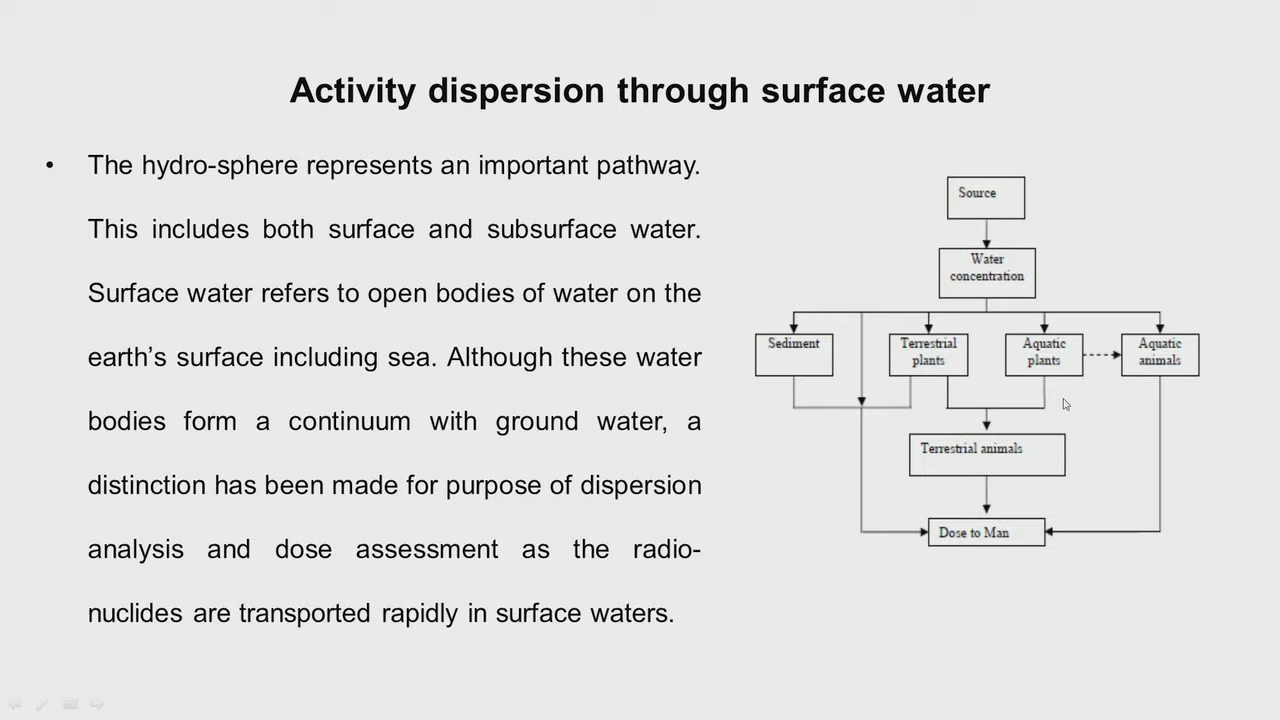 Activity dispersion through surface water
• The hydro-sphere represents an important pathway.
This includes both surface and subsurface water.
Surface water refers to open bodies of water on the
earth’s surface including sea. Although these water
bodies form a continuum with ground water, a
distinction has been made for purpose of dispersion
analysis and dose assessment as the radio-
nuclides are transported rapidly in surface waters.
Source
Water
concentration
Sediment
Terrestrial
plants
Aquatic
plants
Aquatic
animals
Terrestrial animals
Dose to Man